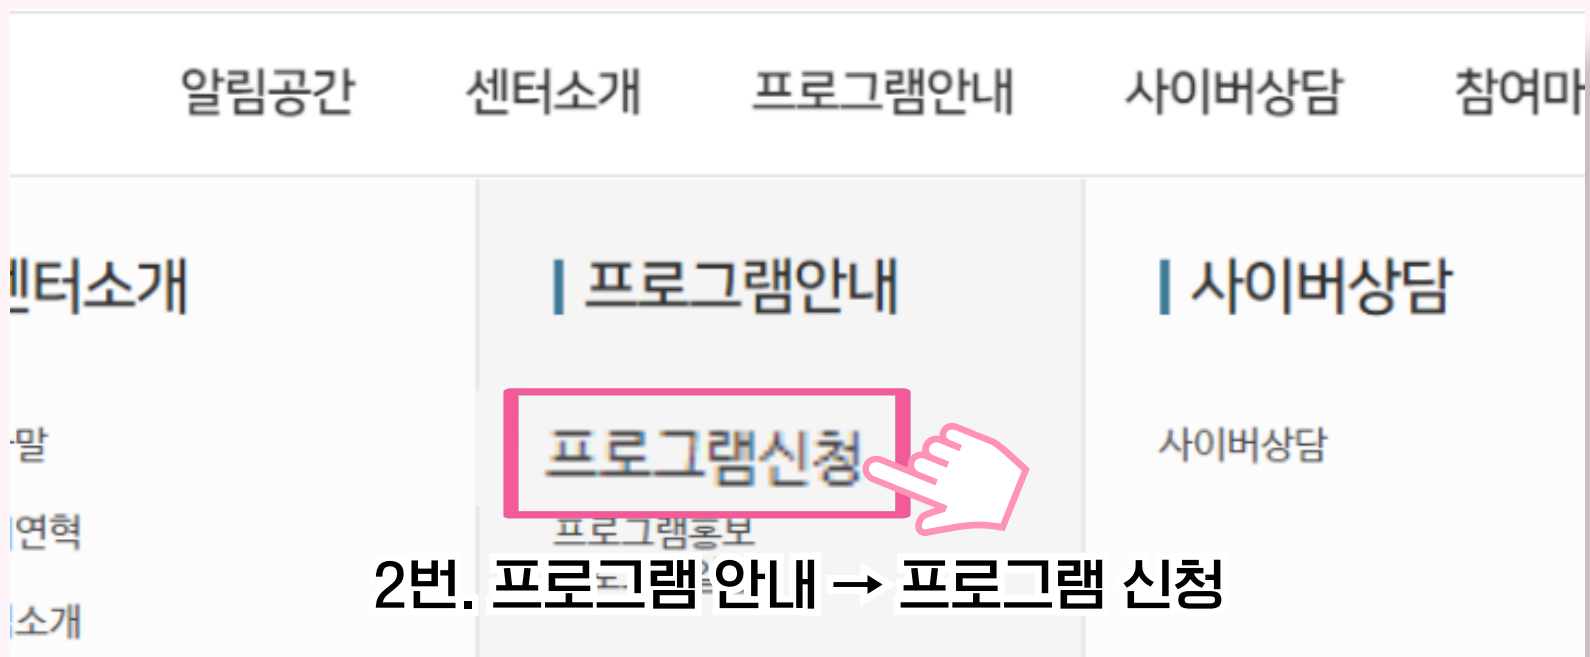 알림공간 센터소개 프로그램안내 사이버상담 참여마
센터소개 프로그램안내 사이버상담
프로그램신청
말 사이버상담
연혁 프로그램홍보
2번. 프로그램 안내 → 프로그램 신청
소개